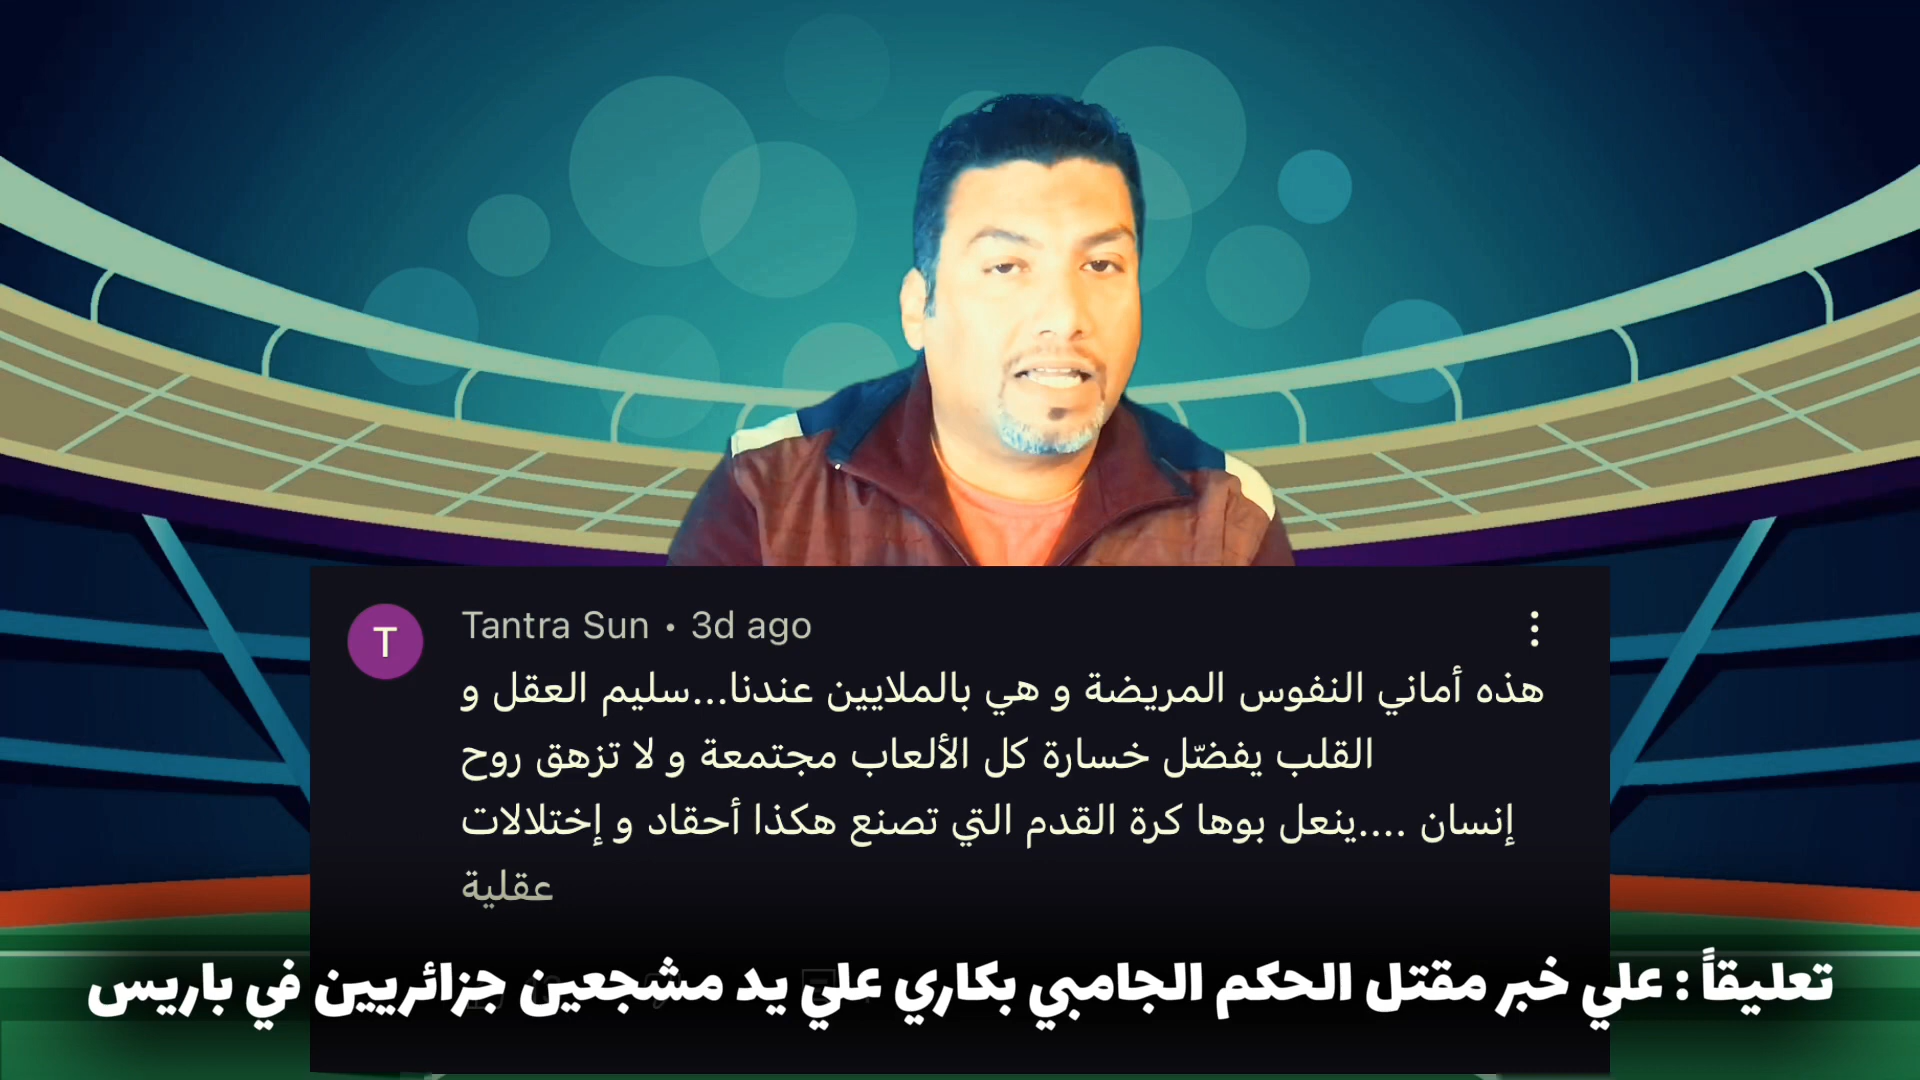 T
Tantra Sun • 3d ago
هذه أماني النفوس المريضة و هي بالملايين عندنا...سليم العقل و
القلب يفضّل خسارة كل الألعاب مجتمعة و لا تزهق روح
إنسان ....ينعل بوها كرة القدم التي تصنع هكذا أحقاد و إختلالات
عقلية
تعليقاً : علي خبر مقتل الحكم الجامبي بكاري علي يد مشجعين جزائريين في باريس